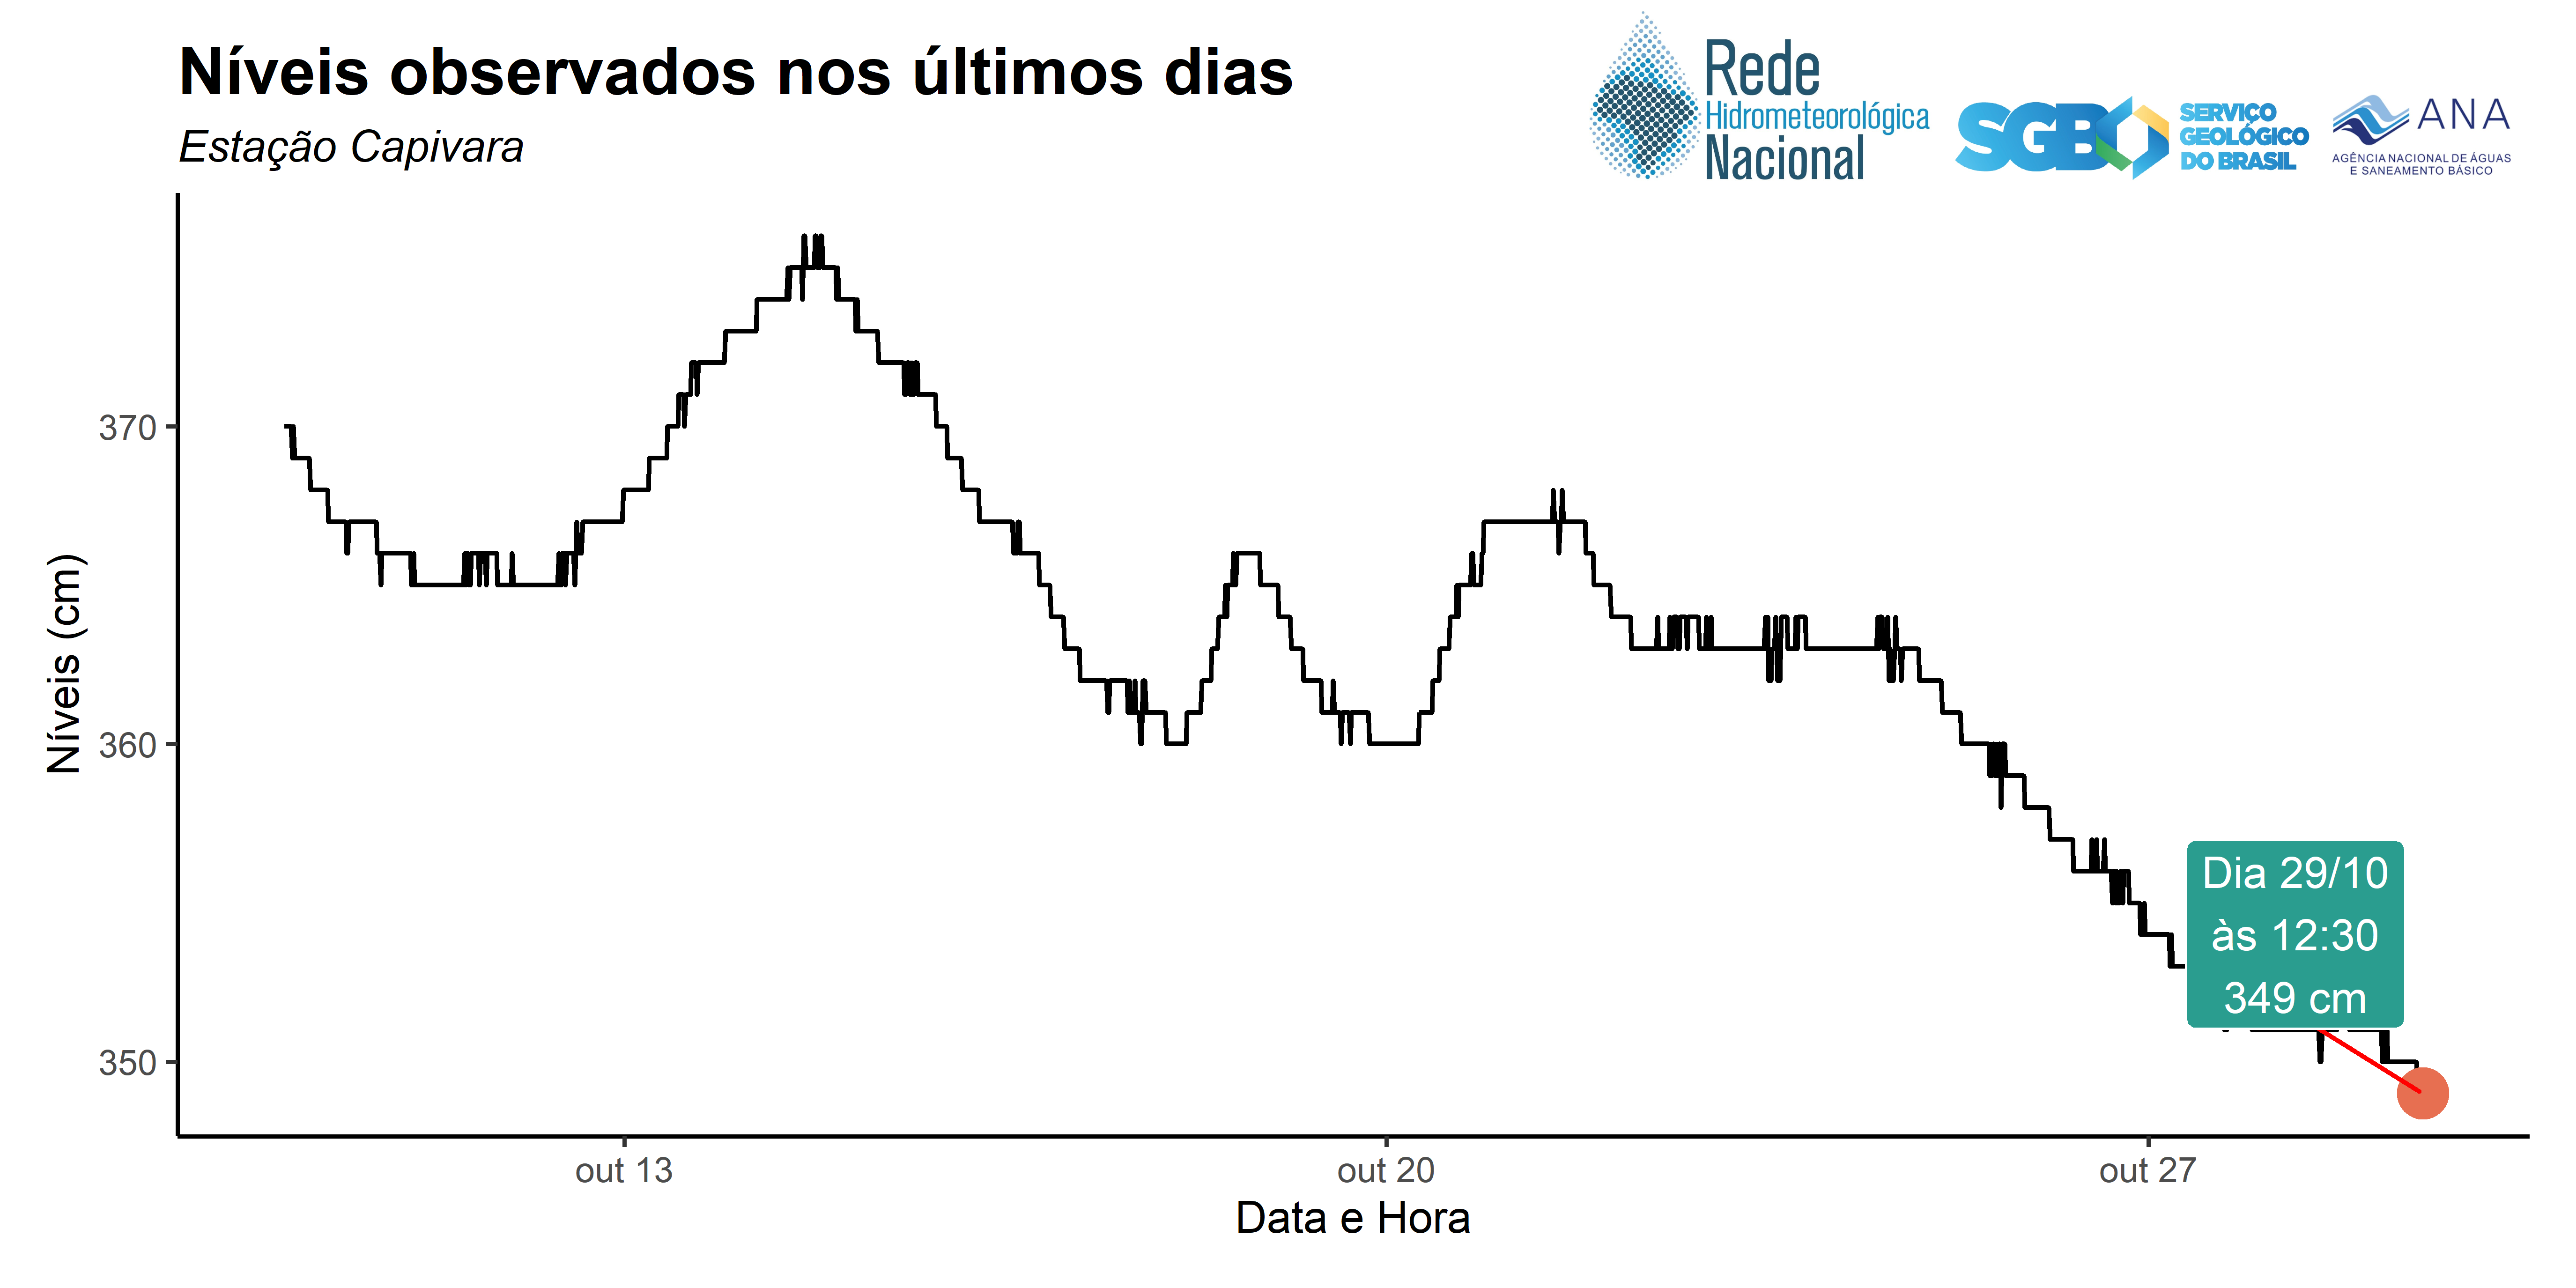 Níveis observados nos últimos dias
Estação Capivara
Rede
Hidrometeorológica
Nacional
SGB
SERVIÇO
GEOLÓGICO
DO BRASIL
ANA
AGÊNCIA NACIONAL DE ÁGUAS
E SANEAMENTO BÁSICO
Níveis (cm)
370
360
350
Dia 29/10
às 12:30
349 cm
out 13
out 20
out 27
Data e Hora